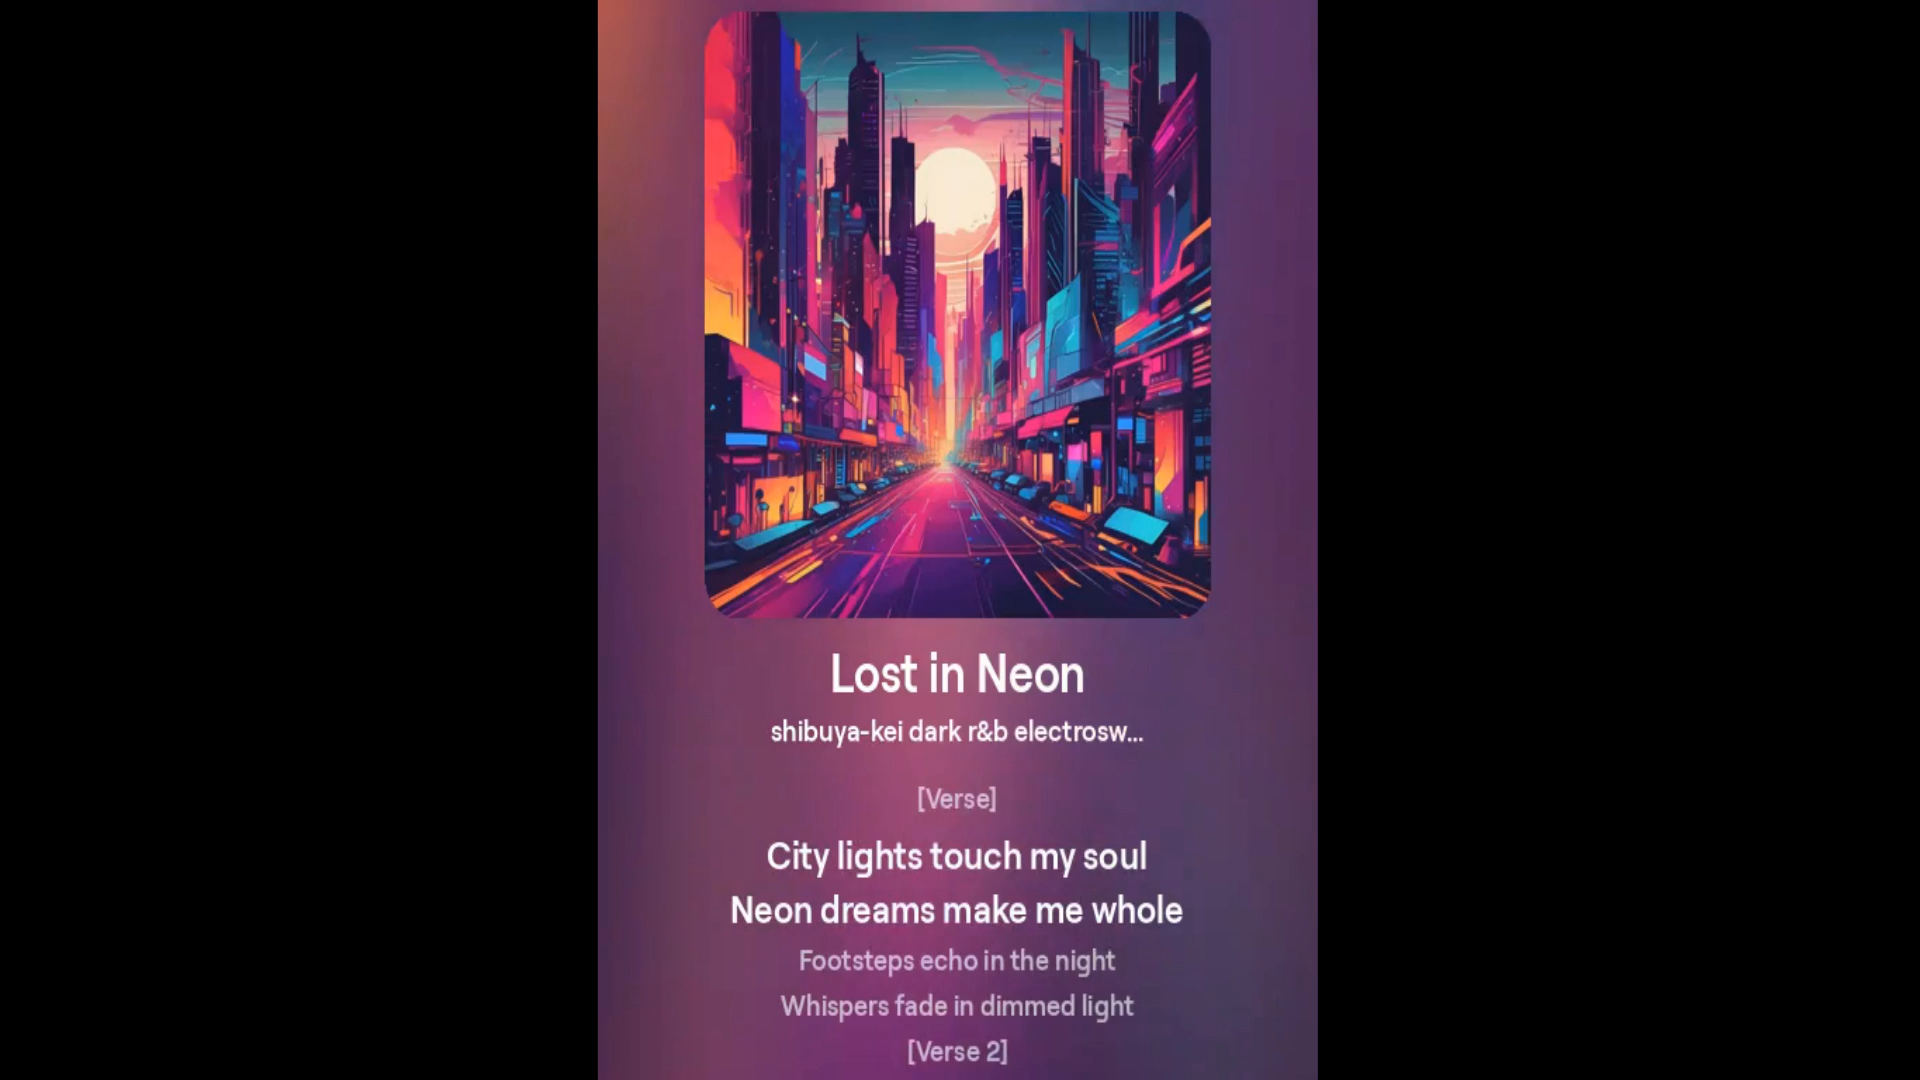 Lost in Neon
shibuya-kei dark r&b electrosw...
[Verse]
City lights touch my soul
Neon dreams make me whole
Footsteps echo in the night
Whispers fade in dimmed light
[Verse 2]